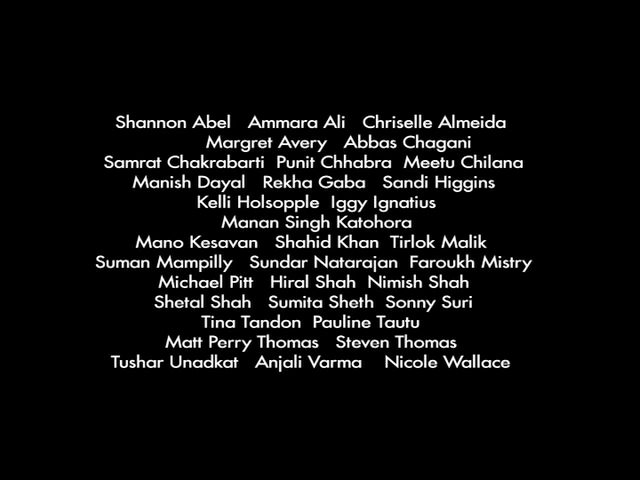 Shannon Abel Ammara Ali Chriselle Almeida
Margret Avery Abbas Chagani
Samrat Chakrabarti Punit Chhabra Meetu Chilana
Manish Dayal Rekha Gaba Sandi Higgins
Kelli Holsopple Iggy Ignatius
Manan Singh Katohora
Mano Kesavan Shahid Khan Tirlok Malik
Suman Mampilly Sundar Natarajan Faroukh Mistry
Michael Pitt Hiral Shah Nimish Shah
Shetal Shah Sumita Sheth Sonny Suri
Tina Tandon Pauline Tautu
Matt Perry Thomas Steven Thomas
Tushar Unadkat Anjali Varma Nicole Wallace